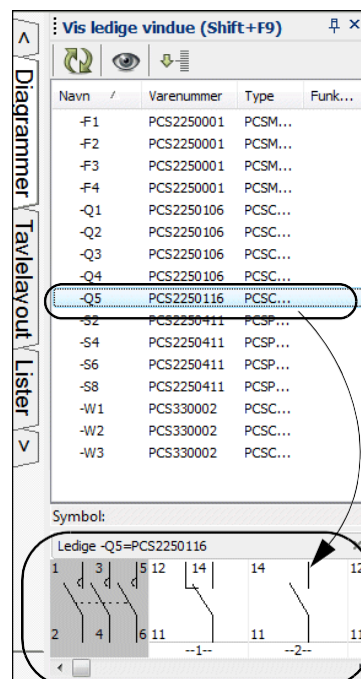 Vis ledige vindue (Shift+F9)
Diagrammer
Tavlelayout
Lister
Navn Varenummer Type Funk...
-F1 PCS2250001 PCSM...
-F2 PCS2250001 PCSM...
-F3 PCS2250001 PCSM...
-F4 PCS2250001 PCSM...
-Q1 PCS2250106 PCSC...
-Q2 PCS2250106 PCSC...
-Q3 PCS2250106 PCSC...
-Q4 PCS2250106 PCSC...
-Q5 PCS2250116 PCSC...
-S2 PCS2250411 PCSP...
-S4 PCS2250411 PCSP...
-S6 PCS2250411 PCSP...
-S8 PCS2250411 PCSP...
-W1 PCS330002 PCSC...
-W2 PCS330002 PCSC...
-W3 PCS330002 PCSC...
Symbol:
Ledige -Q5=PCS2250116
1 3 5 12 14 14 12
2 4 6 11 11 11
--1-- --2--